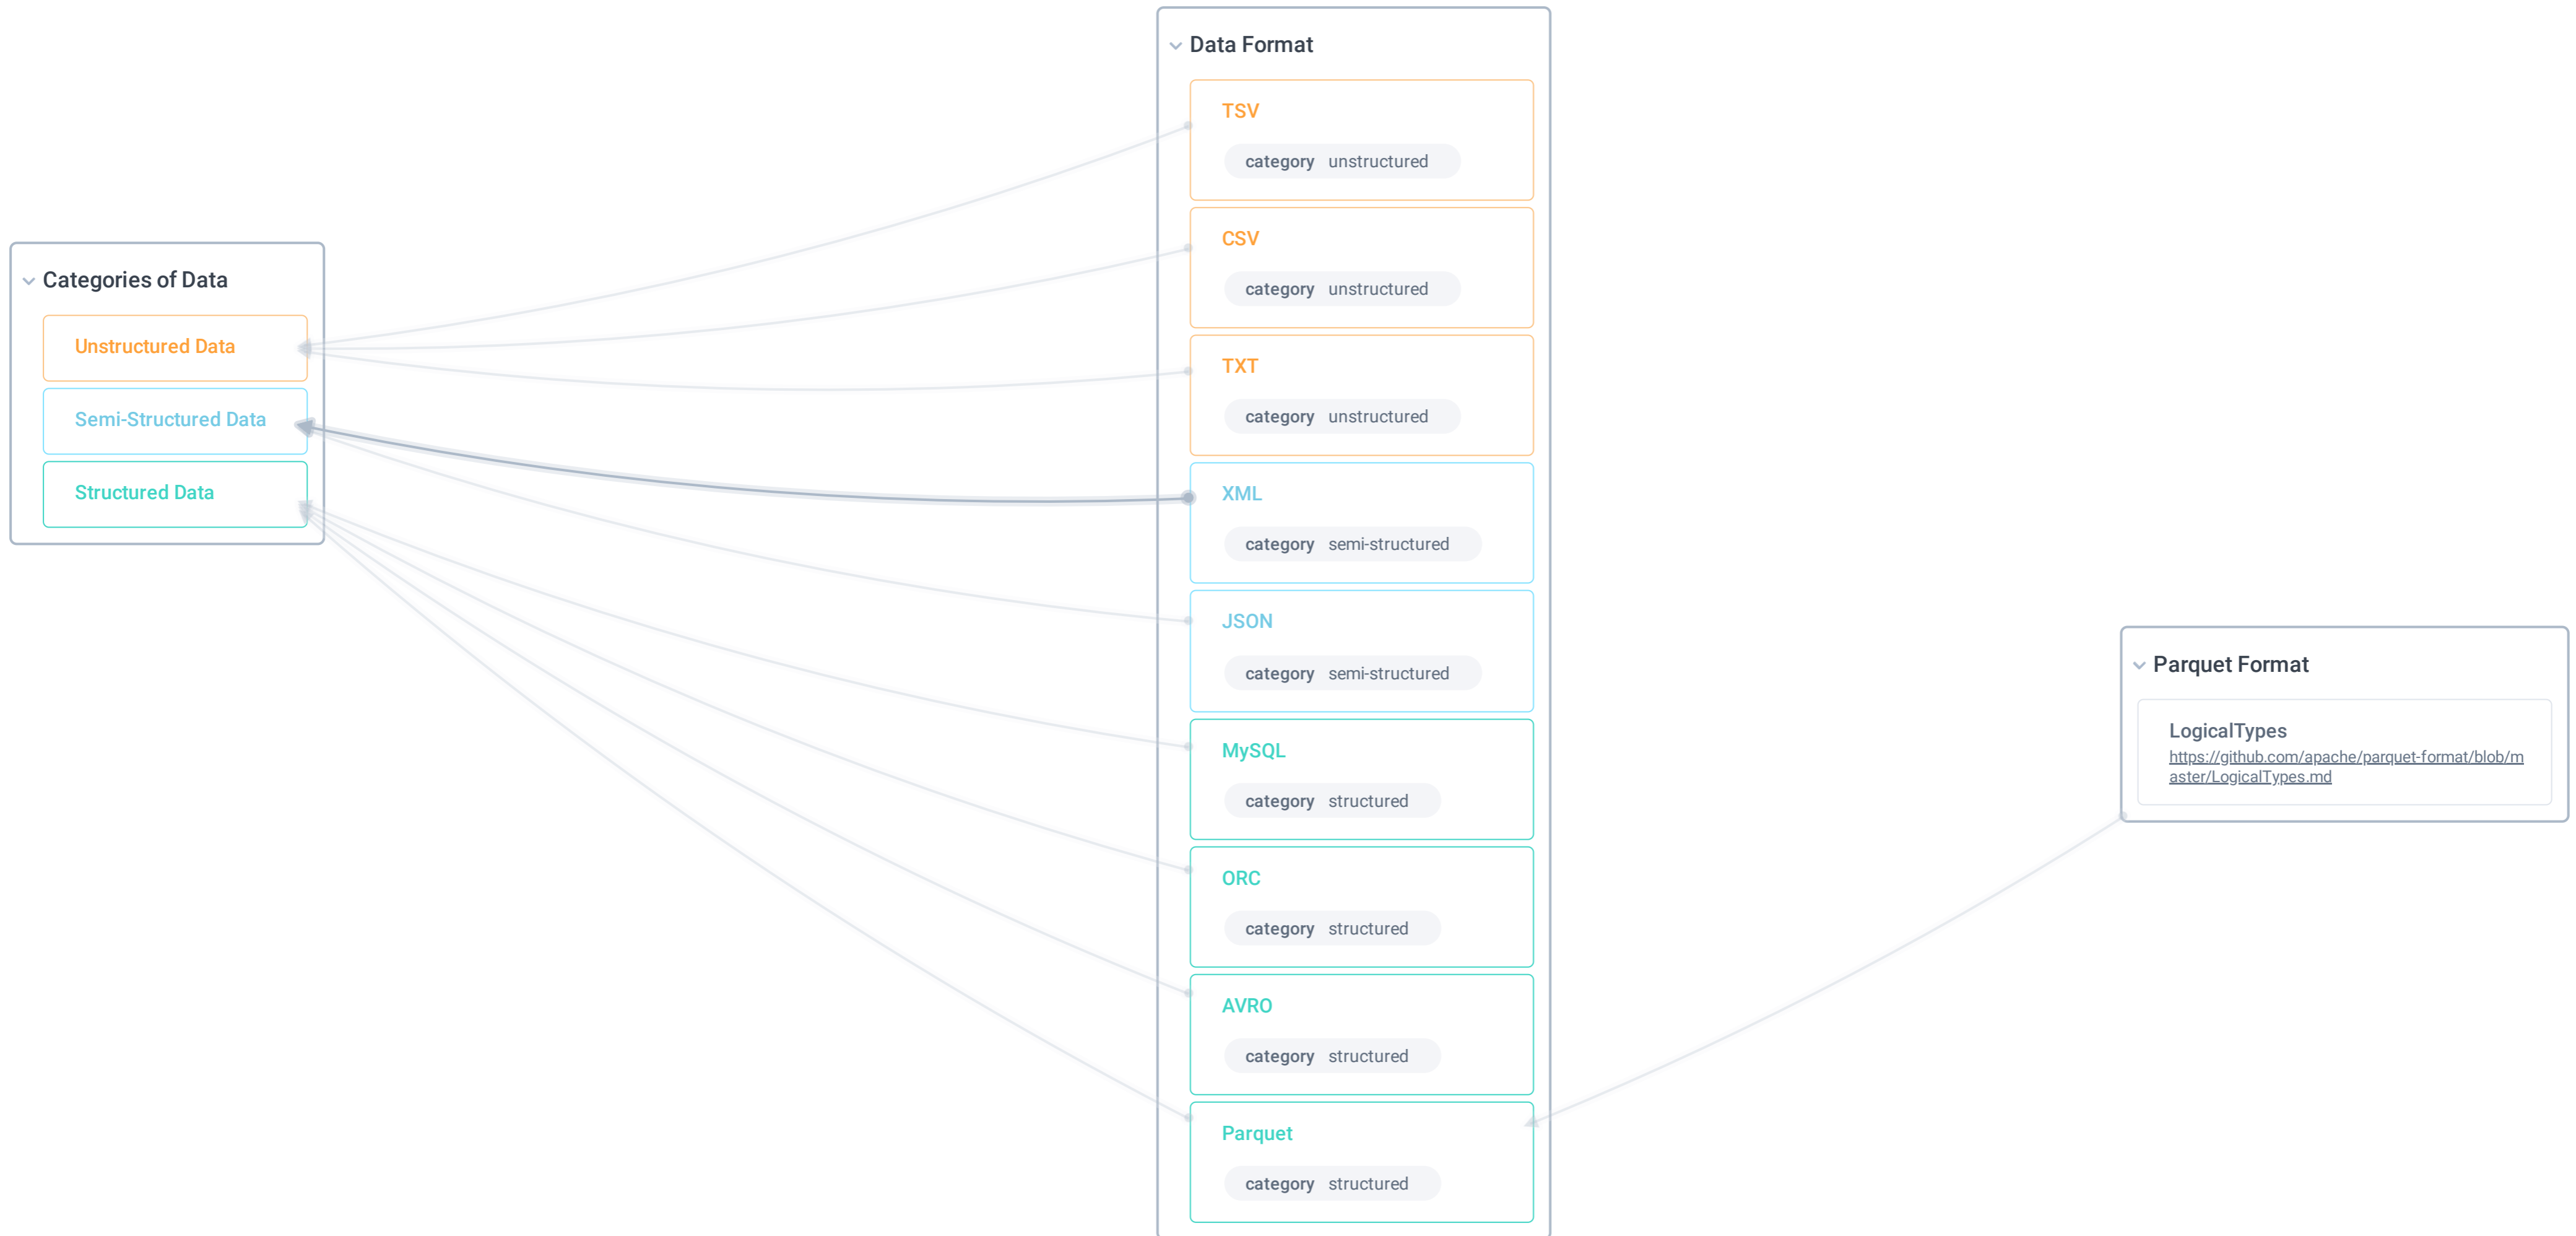 Categories of Data
Unstructured Data
Semi-Structured Data
Structured Data
Data Format
TSV
category unstructured
CSV
category unstructured
TXT
category unstructured
XML
category semi-structured
JSON
category semi-structured
MySQL
category structured
ORC
category structured
AVRO
category structured
Parquet
category structured
Parquet Format
LogicalTypes
https://github.com/apache/parquet-format/blob/m
aster/LogicalTypes.md